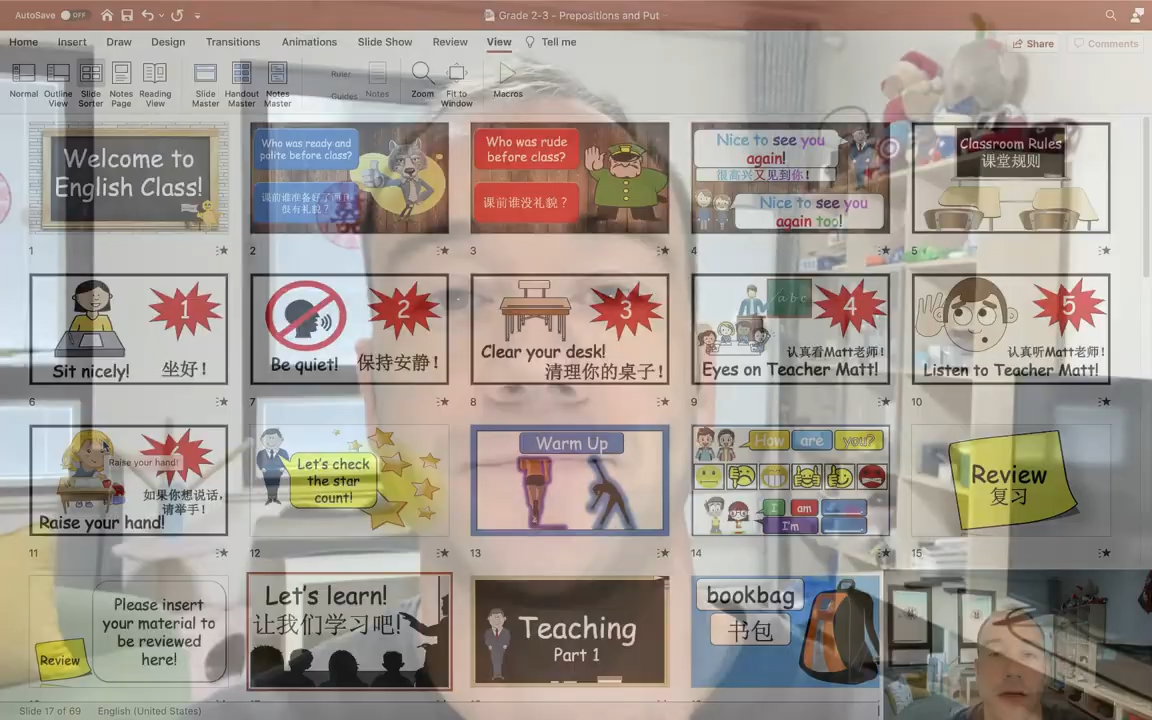 AutoSave OFF
Grade 2-3 - Prepositions and Put
Home Insert Draw Design Transitions Animations Slide Show Review View Tell me
Share Comments
Normal Outline View Slide Sorter Notes Page Reading View Slide Master Handout Master Notes Master Ruler Guides Notes Zoom Fit to Window Macros
Welcome to
English Class!
1
Who was ready and
polite before class?
2
Who was rude
before class?
课前谁没礼貌？
3
Nice to see you
again!
很高兴又见到你！
Nice to see you
again too!
4
Classroom Rules
课堂规则
5
1
Sit nicely!
坐好！
6
2
Be quiet!
保持安静！
7
3
Clear your desk!
清理你的桌子！
8
abc
4
认真看Matt老师！
Eyes on Teacher Matt!
9
5
认真听Matt老师！
Listen to Teacher Matt!
10
Raise your hand!
如果你想说话，
请举手！
Raise your hand!
11
Let's check
the star
count!
12
Warm Up
13
How are you?
I am
I'm
14
Review
复习
15
Please insert
your material to
be reviewed
here!
Review
Let's learn!
让我们学习吧！
Teaching
Part 1
bookbag
书包
Slide 17 of 69 English (United States)